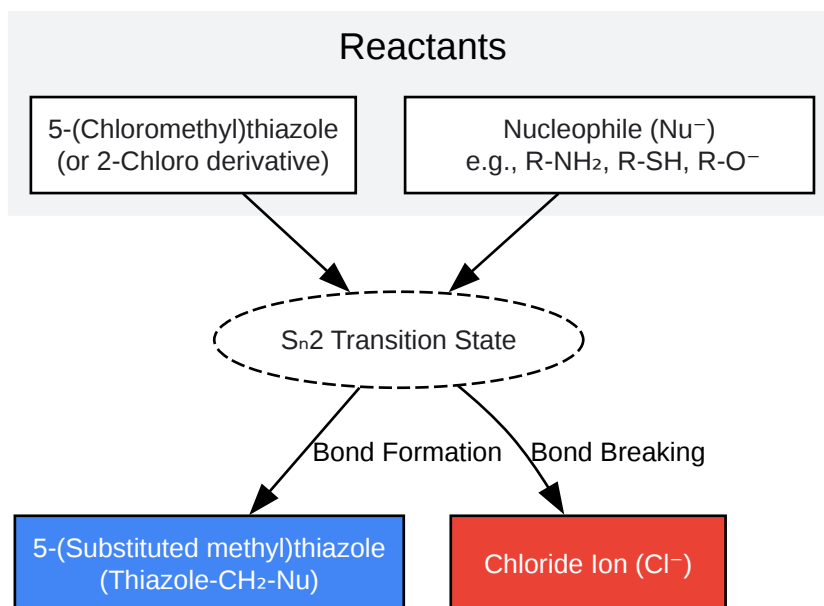 Reactants
5-(Chloromethyl)thiazole
(or 2-Chloro derivative)
Nucleophile (Nu⁻)
e.g., R-NH₂, R-SH, R-O⁻
Sₙ2 Transition State
Bond Formation
Bond Breaking
5-(Substituted methyl)thiazole
(Thiazole-CH₂-Nu)
Chloride Ion (Cl⁻)